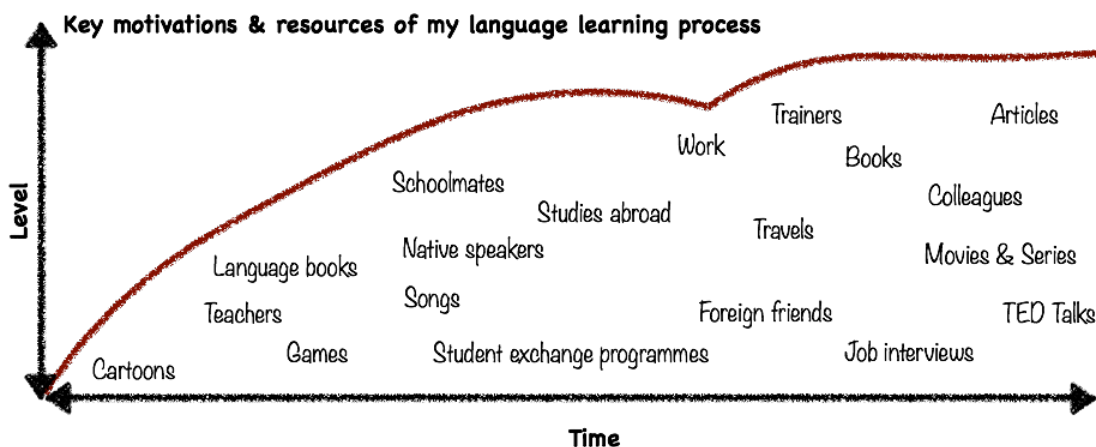 Key motivations & resources of my language learning process
Level
Trainers
Articles
Work
Books
Schoolmates
Colleagues
Studies abroad
Travels
Native speakers
Movies & Series
Language books
Songs
Teachers
Foreign friends
TED Talks
Games
Student exchange programmes
Job interviews
Cartoons
Time